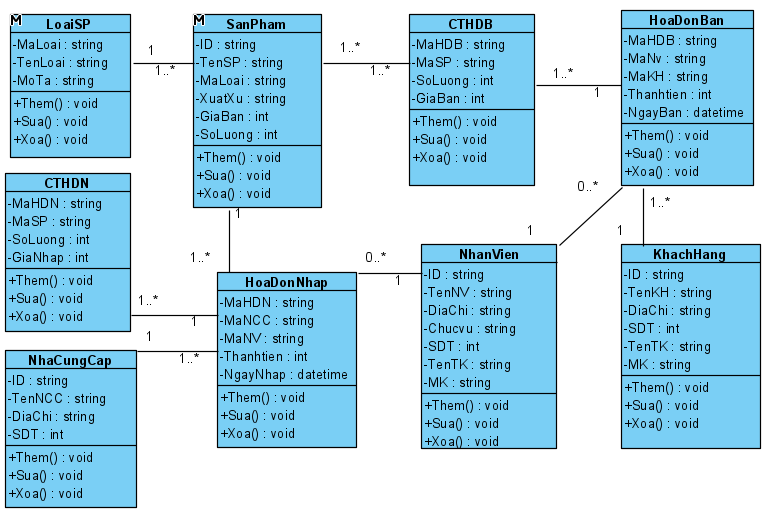 M
LoaiSP
-MaLoai : string
-TenLoai : string
-MoTa : string
+Them() : void
+Sua() : void
+Xoa() : void
1
1..*
M
SanPham
-ID : string
-TenSP : string
-MaLoai : string
-XuatXu : string
-GiaBan : int
-SoLuong : int
+Them() : void
+Sua() : void
+Xoa() : void
1..*
1..*
CTHDB
-MaHDB : string
-MaSP : string
-SoLuong : int
-GiaBan : int
+Them() : void
+Sua() : void
+Xoa() : void
1..*
1
HoaDonBan
-MaHDB : string
-MaNv : string
-MaKH : string
-Thanhtien : int
-NgayBan : datetime
+Them() : void
+Sua() : void
+Xoa() : void
CTHDN
-MaHDN : string
-MaSP : string
-SoLuong : int
-GiaNhap : int
+Them() : void
+Sua() : void
+Xoa() : void
1
1..*
1..*
1
0..*
1
0..*
1
1..*
1
HoaDonNhap
-MaHDN : string
-MaNCC : string
-MaNV : string
-Thanhtien : int
-NgayNhap : datetime
+Them() : void
+Sua() : void
+Xoa() : void
NhanVien
-ID : string
-TenNV : string
-DiaChi : string
-Chucvu : string
-SDT : int
-TenTK : string
-MK : string
+Them() : void
+Sua() : void
+Xoa() : void
KhachHang
-ID : string
-TenKH : string
-DiaChi : string
-SDT : int
-TenTK : string
-MK : string
+Them() : void
+Sua() : void
+Xoa() : void
1
1..*
NhaCungCap
-ID : string
-TenNCC : string
-DiaChi : string
-SDT : int
+Them() : void
+Sua() : void
+Xoa() : void